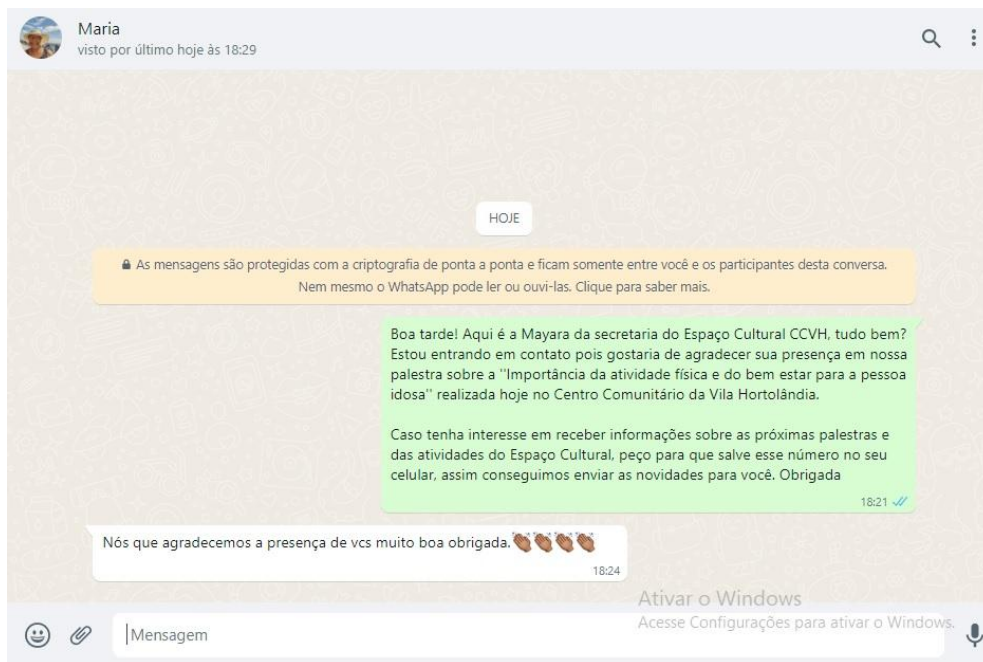 Maria
visto por último hoje às 18:29
HOJE
As mensagens são protegidas com a criptografia de ponta a ponta e ficam somente entre você e os participantes desta conversa.
Nem mesmo o WhatsApp pode ler ou ouvi-las. Clique para saber mais.
Boa tarde! Aqui é a Mayara da secretaria do Espaço Cultural CCVH, tudo bem?
Estou entrando em contato pois gostaria de agradecer sua presença em nossa
palestra sobre a "Importância da atividade física e do bem estar para a pessoa
idosa" realizada hoje no Centro Comunitário da Vila Hortolândia.
Caso tenha interesse em receber informações sobre as próximas palestras e
das atividades do Espaço Cultural, peço para que salve esse número no seu
celular, assim conseguimos enviar as novidades para você. Obrigada
18:21
Nós que agradecemos a presença de vcs muito boa obrigada.👏🏽👏🏽👏🏽👏🏽
18:24
Ativar o Windows
Acesse Configurações para ativar o Windows.
Mensagem